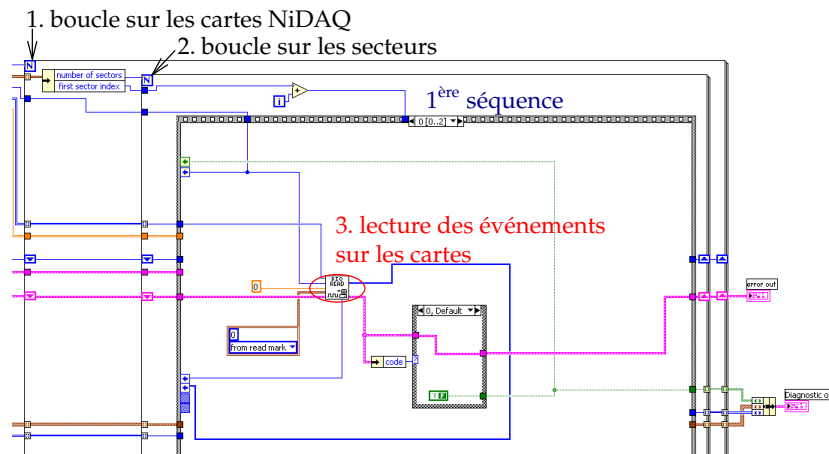 1. boucle sur les cartes NiDAQ
2. boucle sur les secteurs
N
number of sectors
first sector index
N
i
+
1ère séquence
0 [0..2]
3. lecture des événements
sur les cartes
DIO
READ
0
0
from read mark
0, Default
code
?
F
error out
Diagnostic o